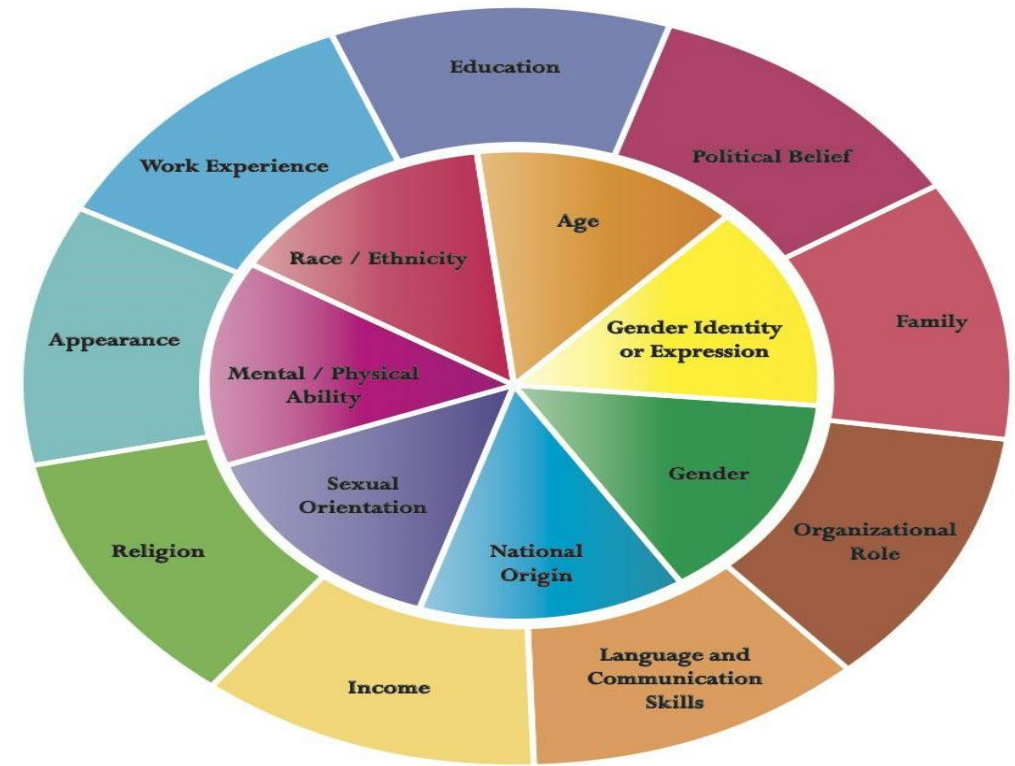 Education
Political Belief
Family
Organizational
Role
Language and
Communication
Skills
Income
Religion
Appearance
Work Experience
Age
Gender Identity
or Expression
Gender
National
Origin
Sexual
Orientation
Mental / Physical
Ability
Race / Ethnicity